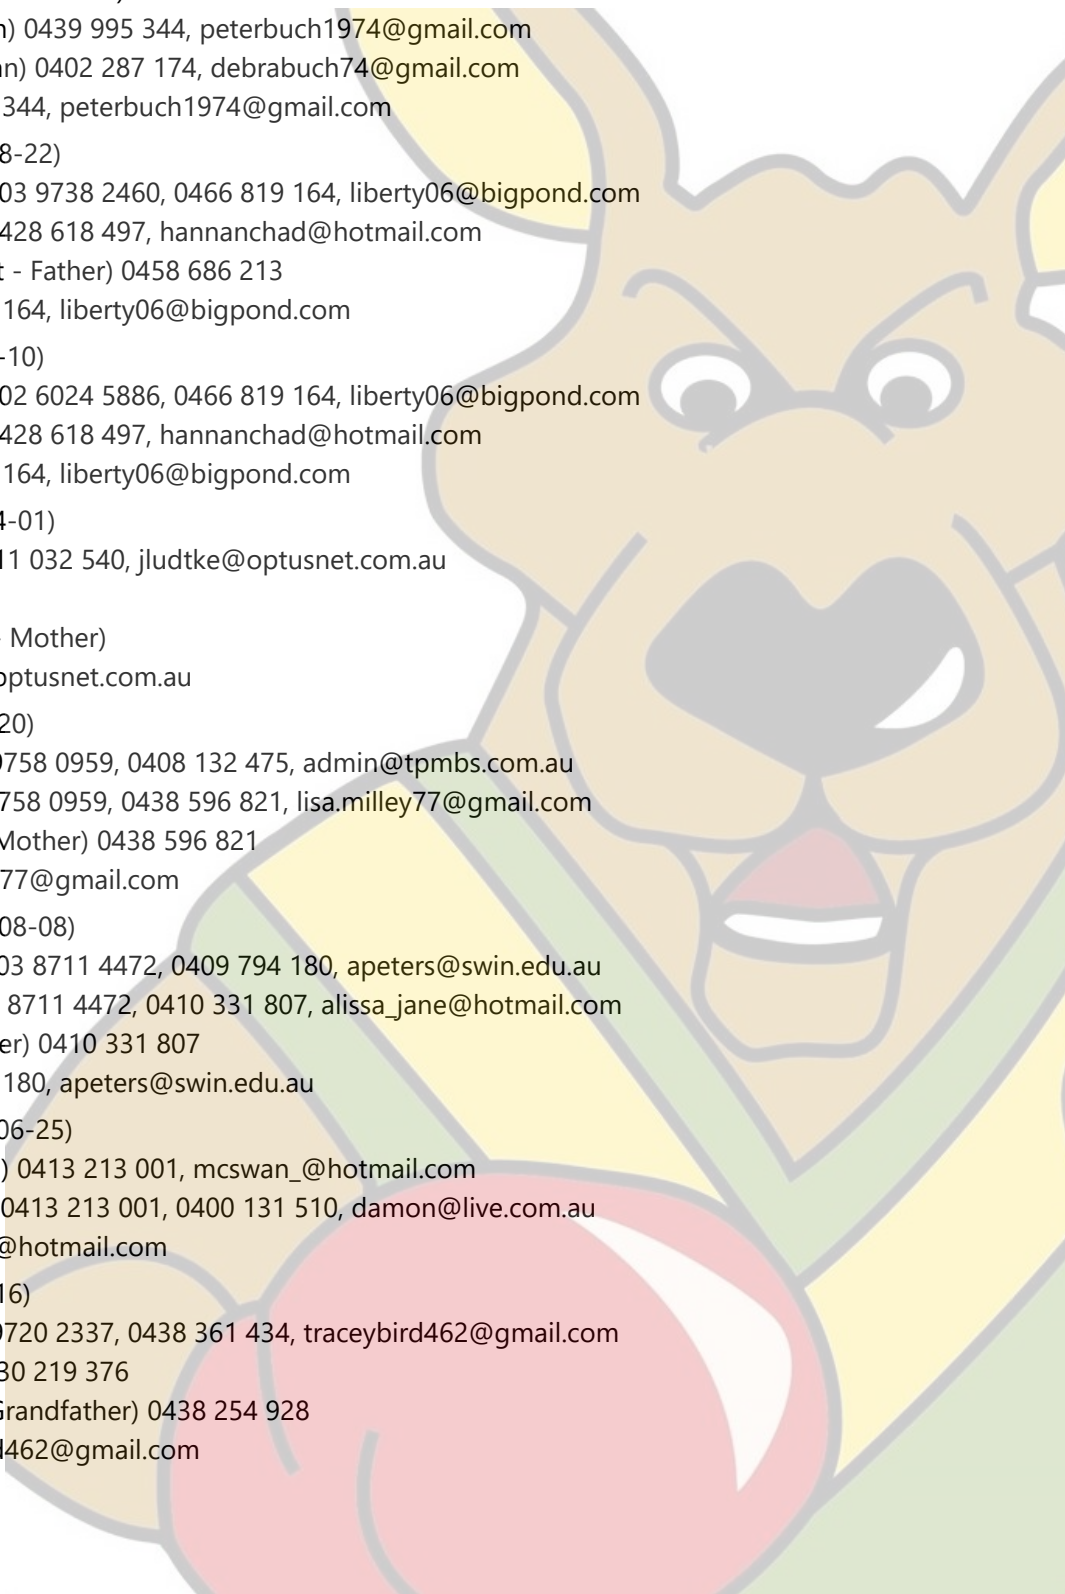 n) 0439 995 344, peterbuch1974@gmail.com
an) 0402 287 174, debrabuch74@gmail.com
344, peterbuch1974@gmail.com
8-22)
03 9738 2460, 0466 819 164, liberty06@bigpond.com
428 618 497, hannanchad@hotmail.com
t - Father) 0458 686 213
164, liberty06@bigpond.com
-10)
02 6024 5886, 0466 819 164, liberty06@bigpond.com
428 618 497, hannanchad@hotmail.com
164, liberty06@bigpond.com
4-01)
11 032 540, jludtke@optusnet.com.au
- Mother)
optusnet.com.au
20)
9758 0959, 0408 132 475, admin@tpmbs.com.au
758 0959, 0438 596 821, lisa.milley77@gmail.com
Mother) 0438 596 821
77@gmail.com
08-08)
03 8711 4472, 0409 794 180, apeters@swin.edu.au
8711 4472, 0410 331 807, alissa_jane@hotmail.com
er) 0410 331 807
180, apeters@swin.edu.au
06-25)
) 0413 213 001, mcswan_@hotmail.com
0413 213 001, 0400 131 510, damon@live.com.au
@hotmail.com
16)
9720 2337, 0438 361 434, traceybird462@gmail.com
30 219 376
Grandfather) 0438 254 928
d462@gmail.com